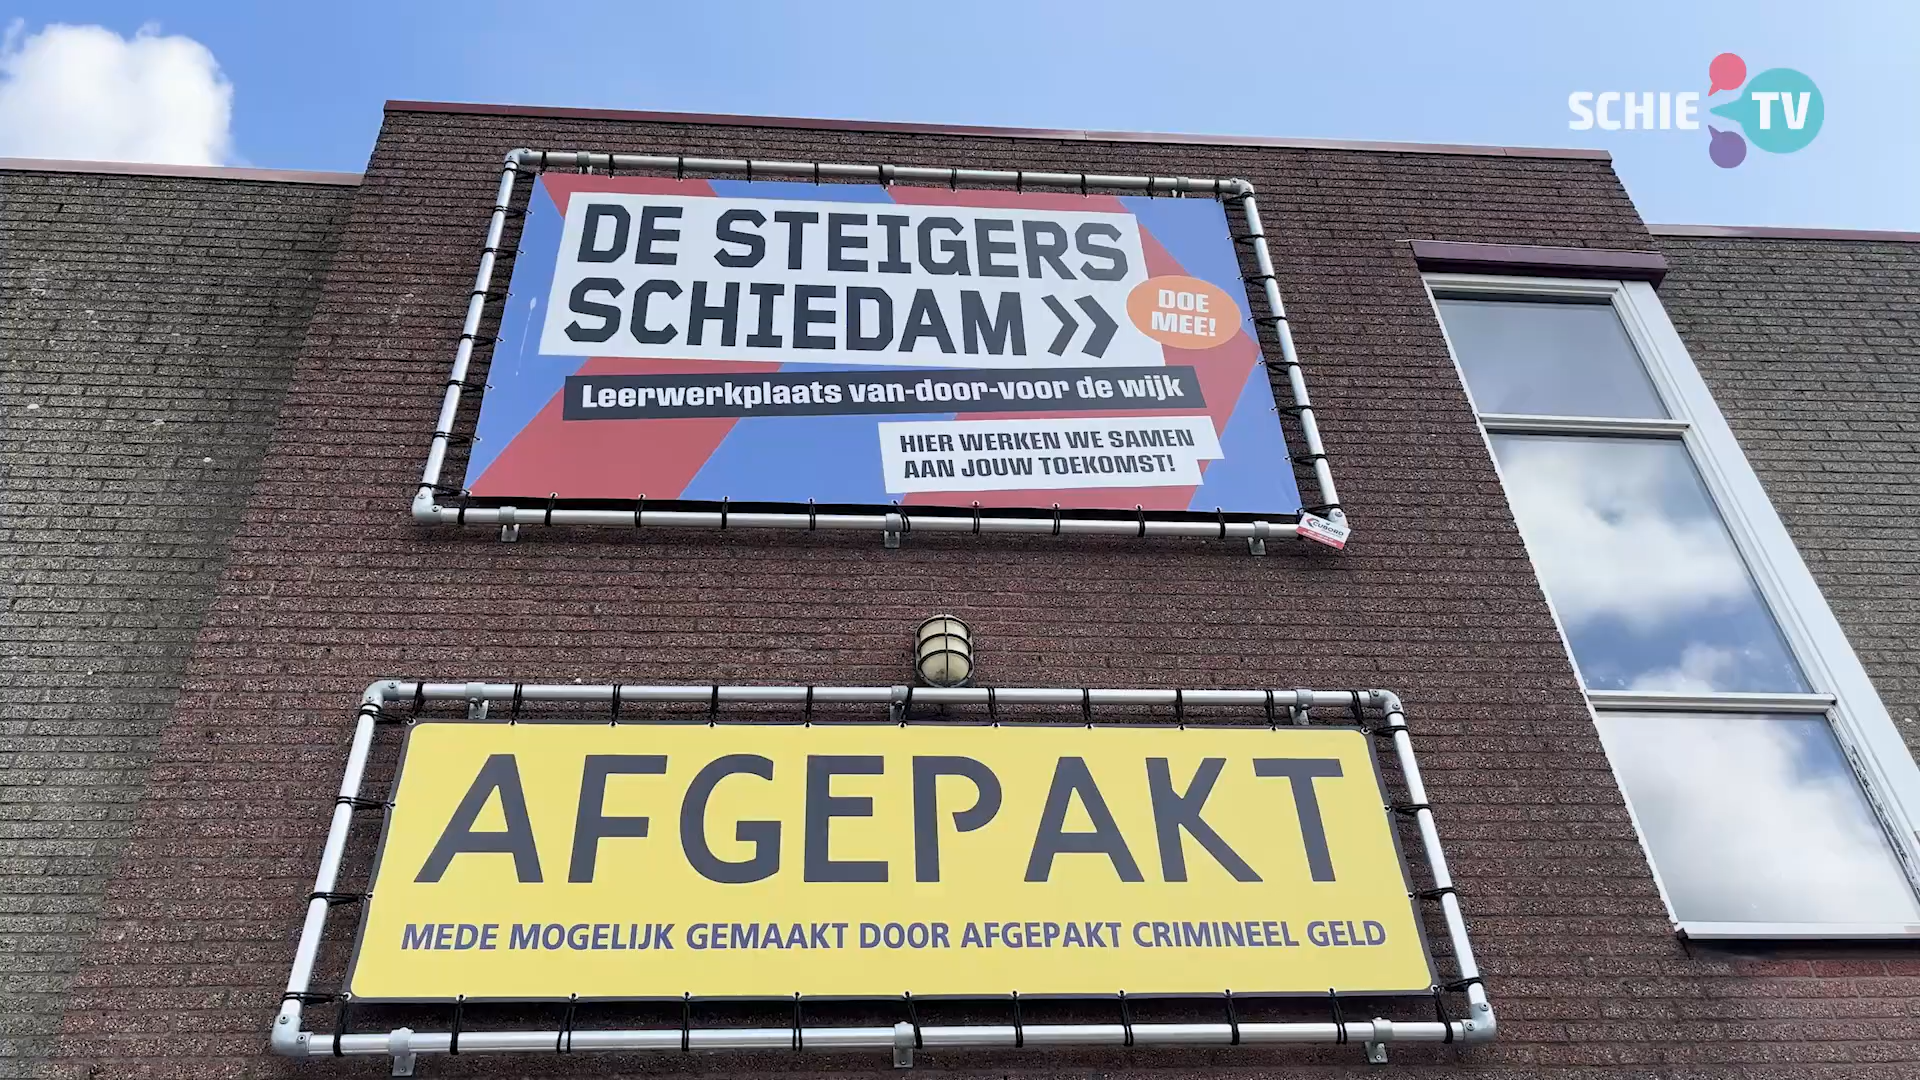 SCHIE TV
DE STEIGERS
SCHIEDAM >>
DOE
MEE!
Leerwerkplaats van-door-voor de wijk
HIER WERKEN WE SAMEN
AAN JOUW TOEKOMST!
CUBORD
AFGEPAKT
MEDE MOGELIJK GEMAAKT DOOR AFGEPAKT CRIMINEEL GELD